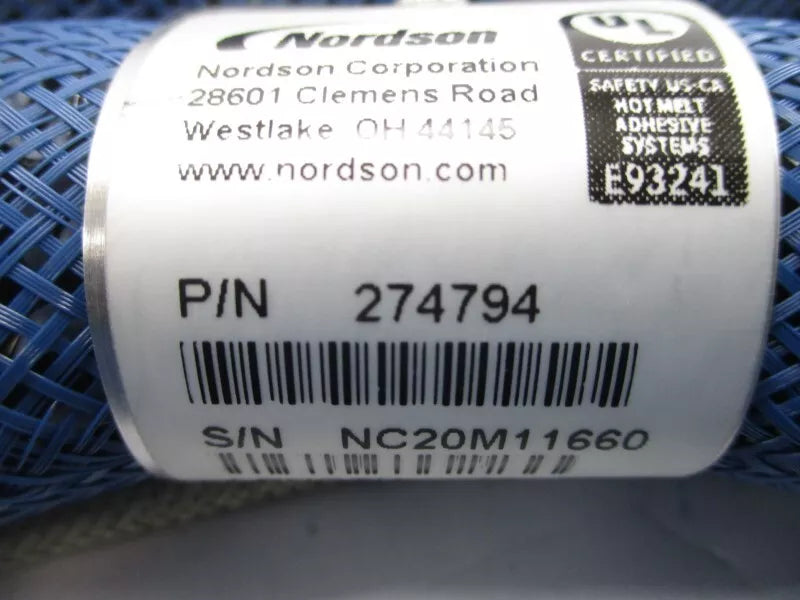 Nordson
Nordson Corporation
28601 Clemens Road
Westlake OH 44145
www.nordson.com
UL
CERTIFIED
SAFETY US-CA
HOT MELT
ADHESIVE
SYSTEMS
E93241
P/N 274794
S/N NC20M11660